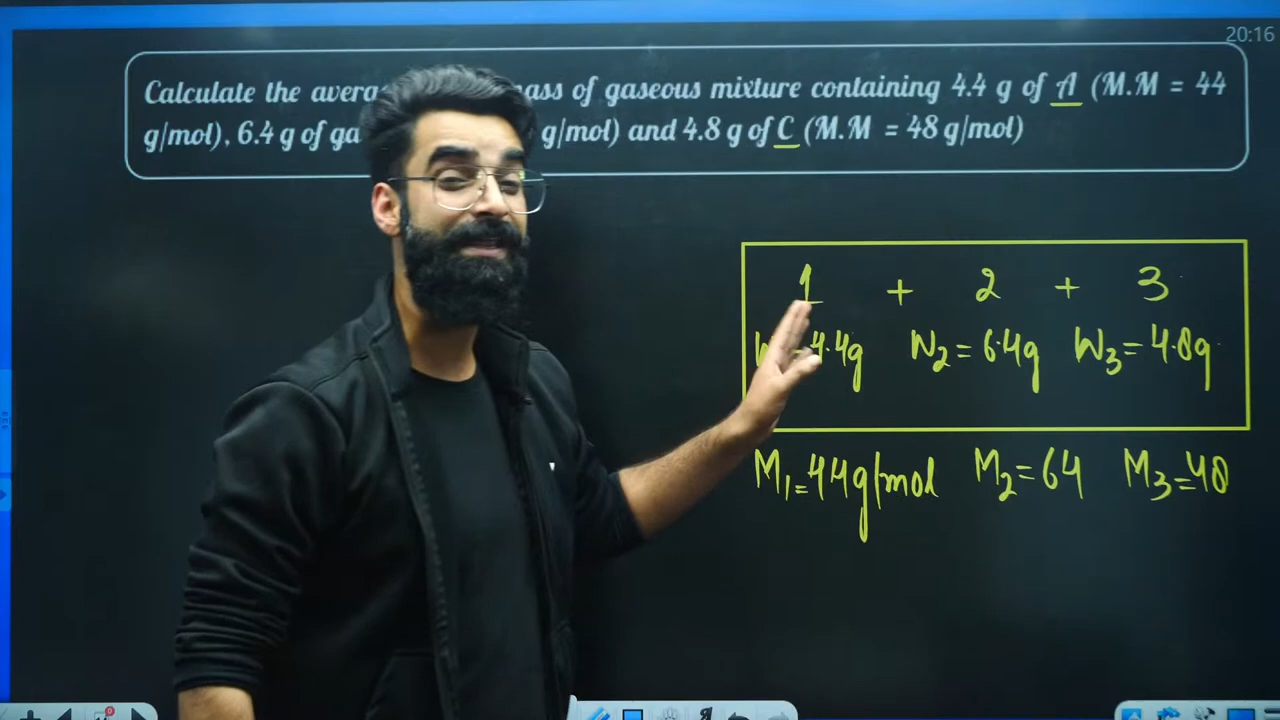 20:16
Calculate the average mass of gaseous mixture containing 4.4 g of A (M.M = 44
g/mol), 6.4 g of g/mol) and 4.8 g of C (M.M = 48 g/mol)
1 + 2 + 3
W = 4.4g W2 = 6.4g W3 = 4.8g
M1 = 44g/mol M2 = 64 M3 = 48